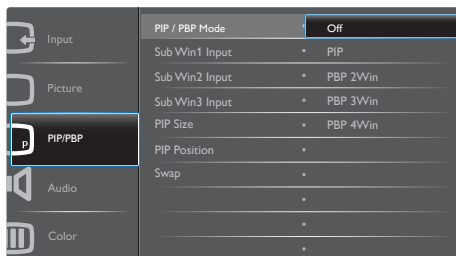 Input
Picture
P
PIP/PBP
Audio
Color
PIP / PBP Mode
Sub Win1 Input
Sub Win2 Input
Sub Win3 Input
PIP Size
PIP Position
Swap
Off
PIP
PBP 2Win
PBP 3Win
PBP 4Win